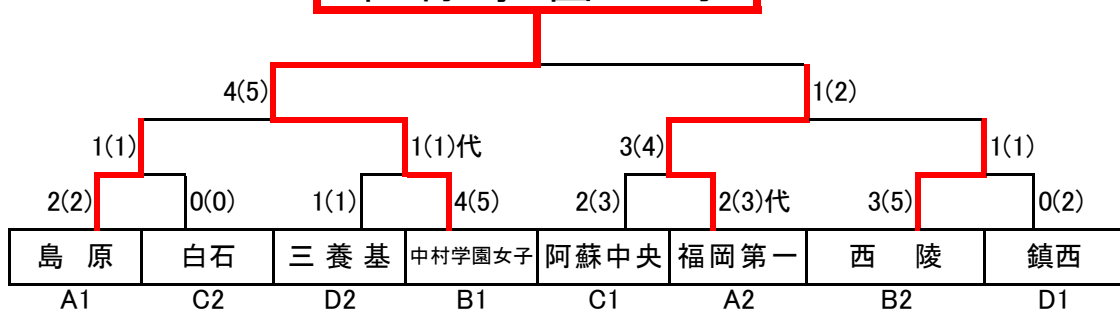 4(5) 1(2)
1(1) 1(1)代 3(4) 1(1)
2(2) 0(0) 1(1) 4(5) 2(3) 2(3)代 3(5) 0(2)
島原 白石 三養基 中村学園女子 阿蘇中央 福岡第一 西陵 鎮西
A1 C2 D2 B1 C1 A2 B2 D1